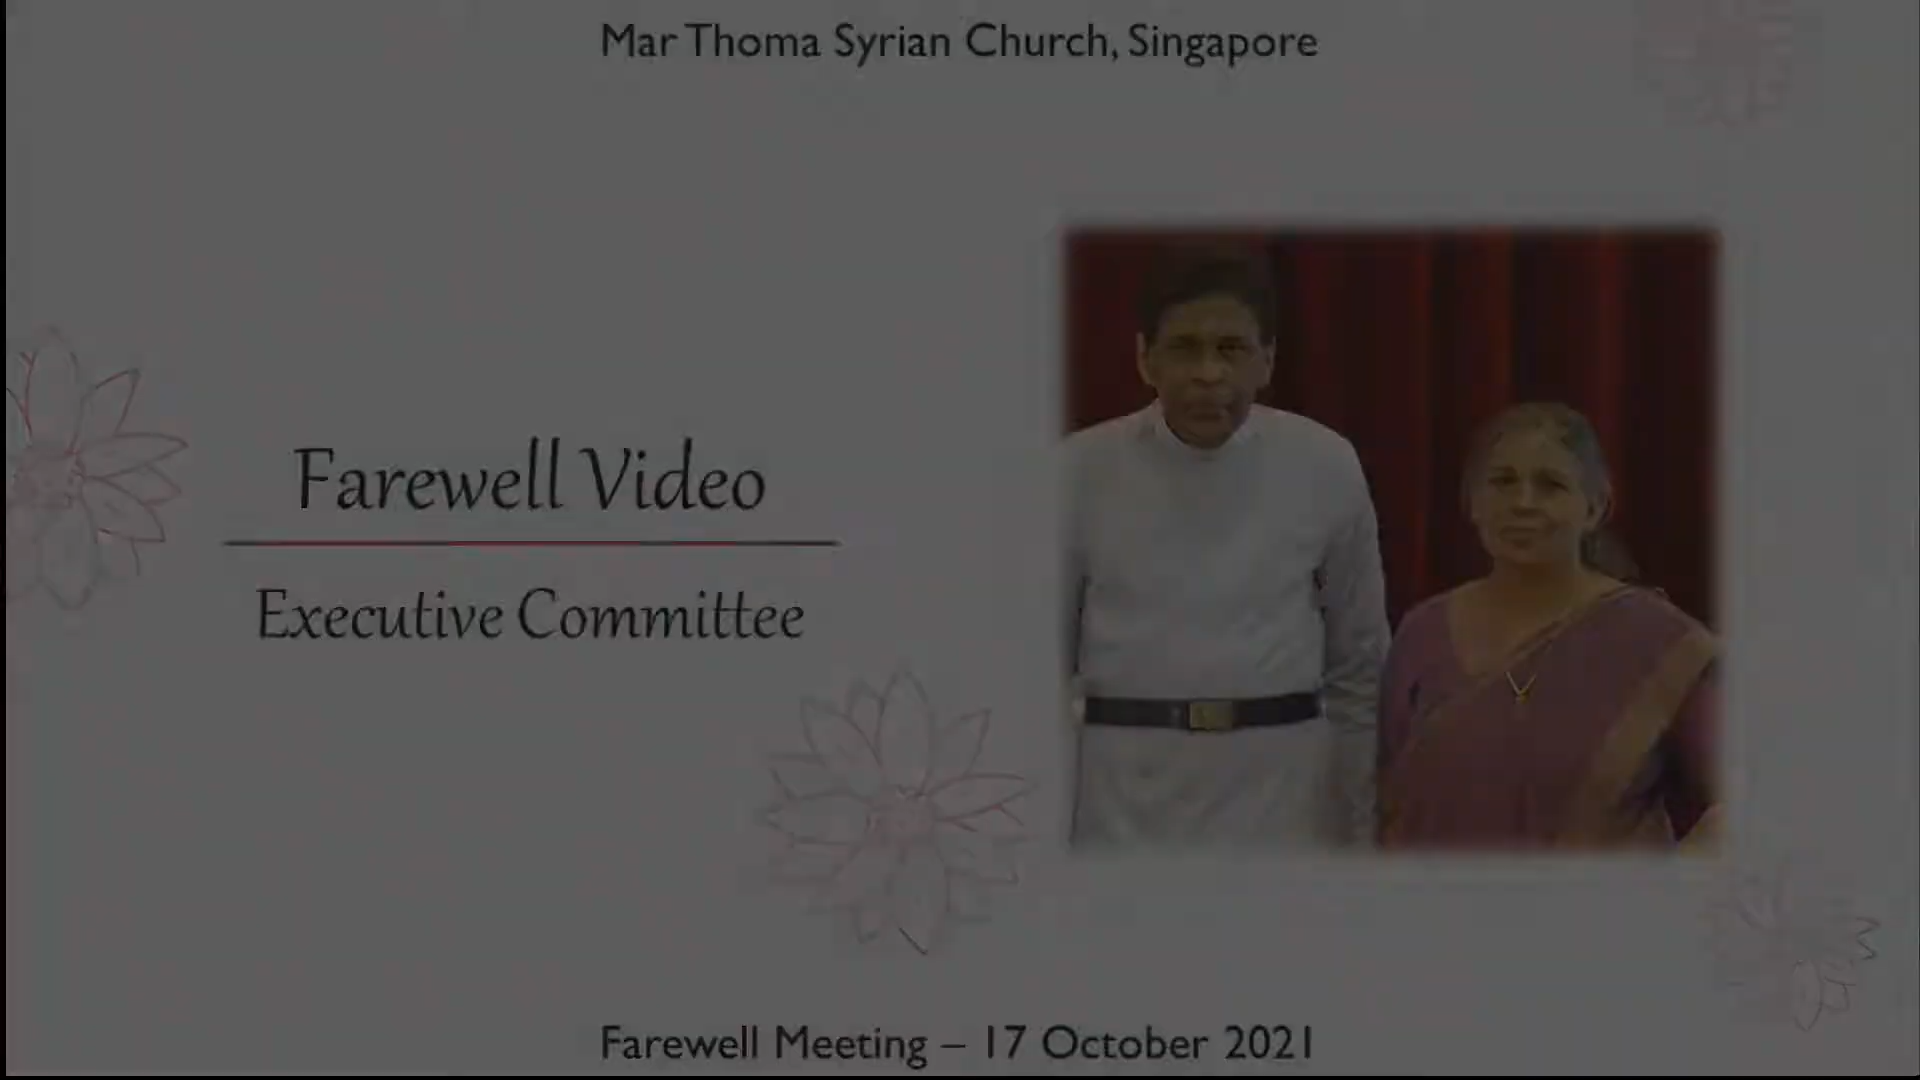 Mar Thoma Syrian Church, Singapore
Farewell Video
Executive Committee
Farewell Meeting – 17 October 2021